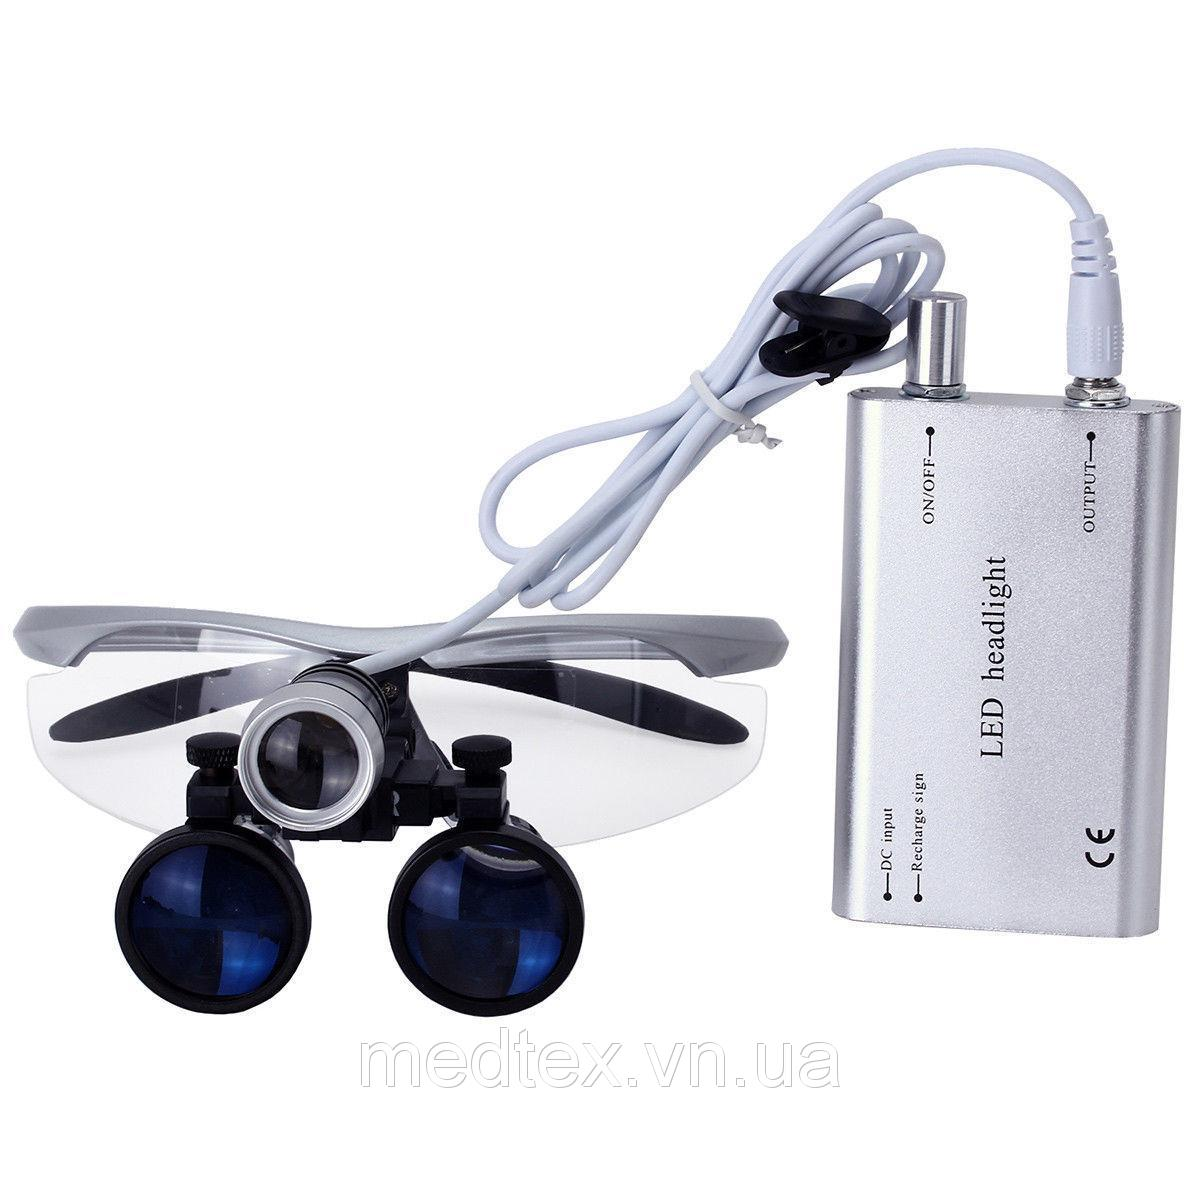 ON/OFF
OUTPUT
LED headlight
DC input
Recharge sign
CE
medtex.vn.ua